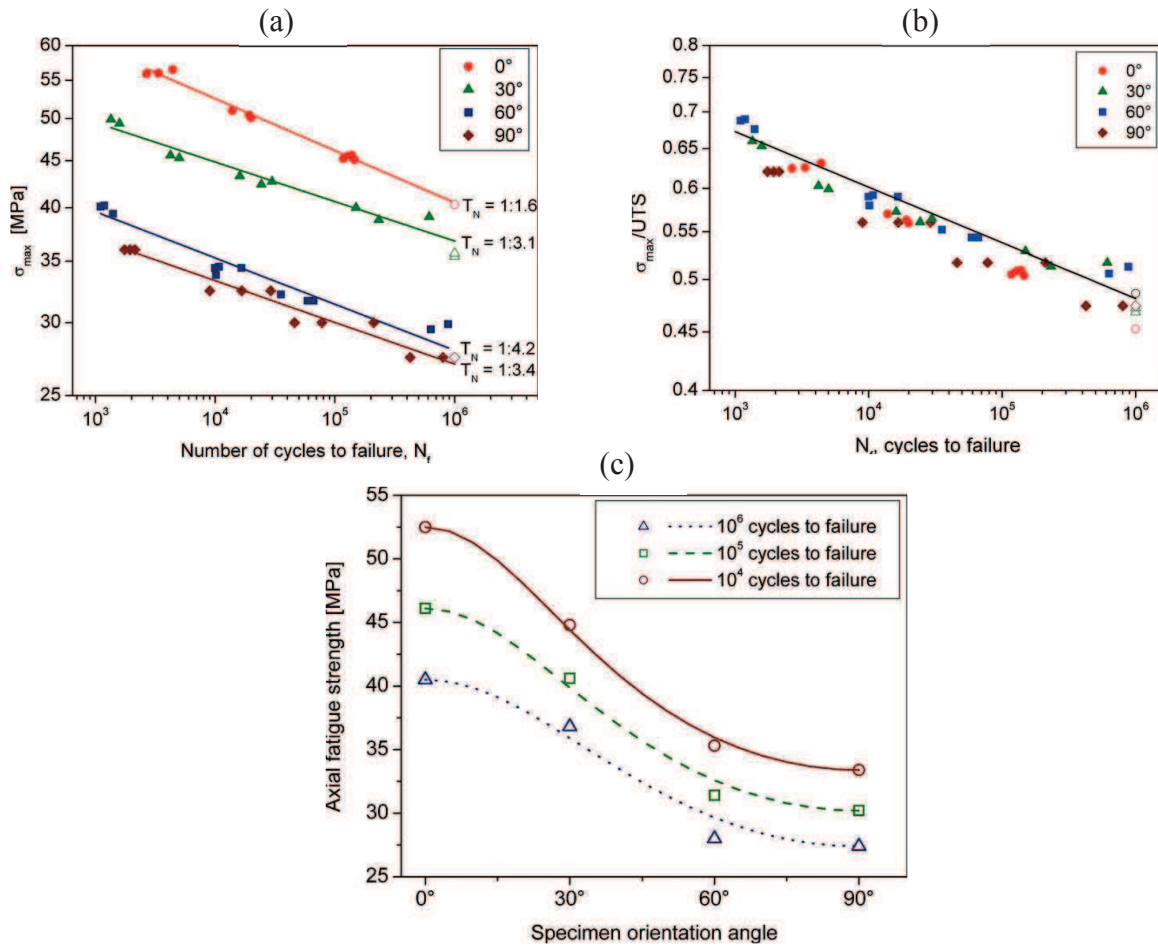 (a)
60
55
50
45
40
35
30
25
σmax [MPa]
0°
30°
60°
90°
TN = 1:1.6
TN = 1:3.1
TN = 1:4.2
TN = 1:3.4
10³ 10⁴ 10⁵ 10⁶
Number of cycles to failure, Nf
(b)
0.8
0.75
0.7
0.65
0.6
0.55
0.5
0.45
0.4
σmax/UTS
0°
30°
60°
90°
10³ 10⁴ 10⁵ 10⁶
Nf, cycles to failure
(c)
55
53
45
40
35
30
25
Axial fatigue strength [MPa]
10⁶ cycles to failure
10⁵ cycles to failure
10⁴ cycles to failure
0° 30° 60° 90°
Specimen orientation angle